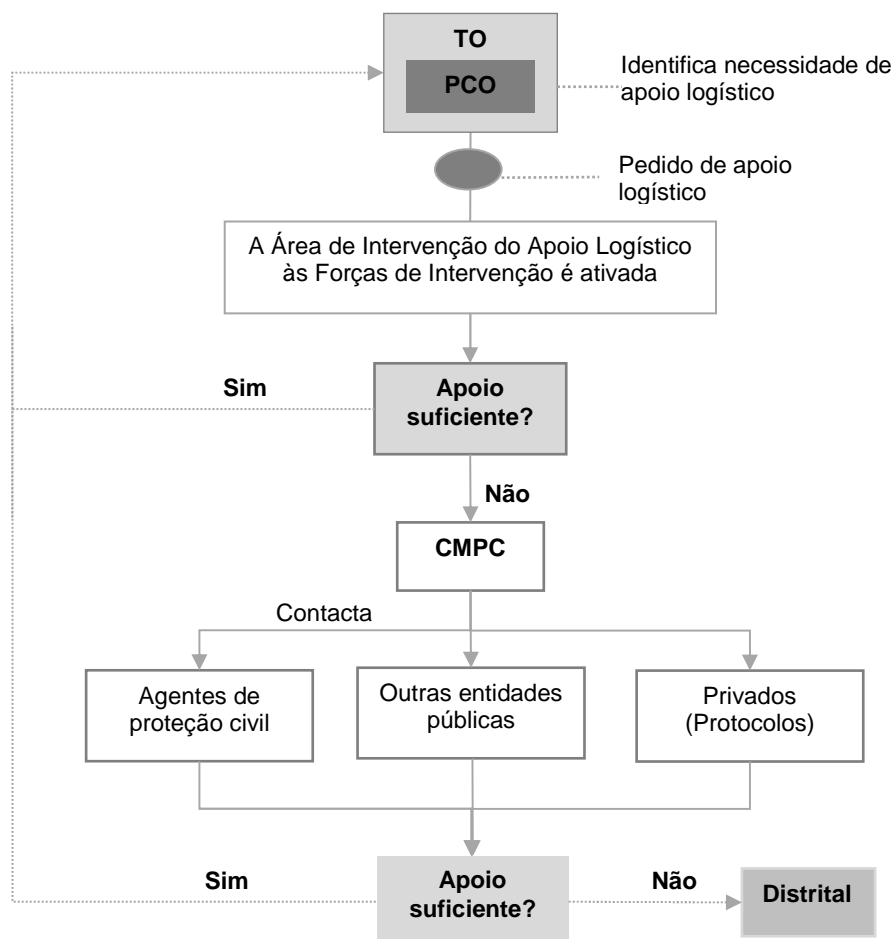 TO
PCO
Identifica necessidade de
apoio logístico
Pedido de apoio
logístico
A Área de Intervenção do Apoio Logístico
às Forças de Intervenção é ativada
Sim
Apoio
suficiente?
Não
CMPC
Contacta
Agentes de
proteção civil
Outras entidades
públicas
Privados
(Protocolos)
Sim
Apoio
suficiente?
Não
Distrital